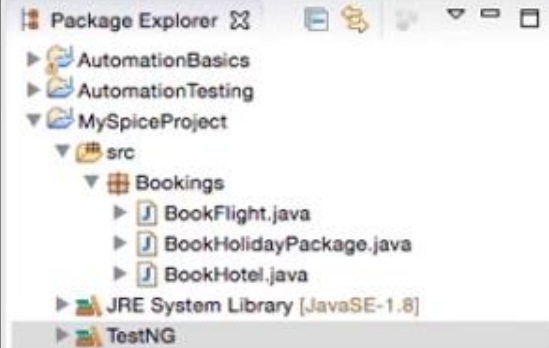 Package Explorer
AutomationBasics
AutomationTesting
MySpiceProject
src
Bookings
BookFlight.java
BookHolidayPackage.java
BookHotel.java
JRE System Library [JavaSE-1.8]
TestNG